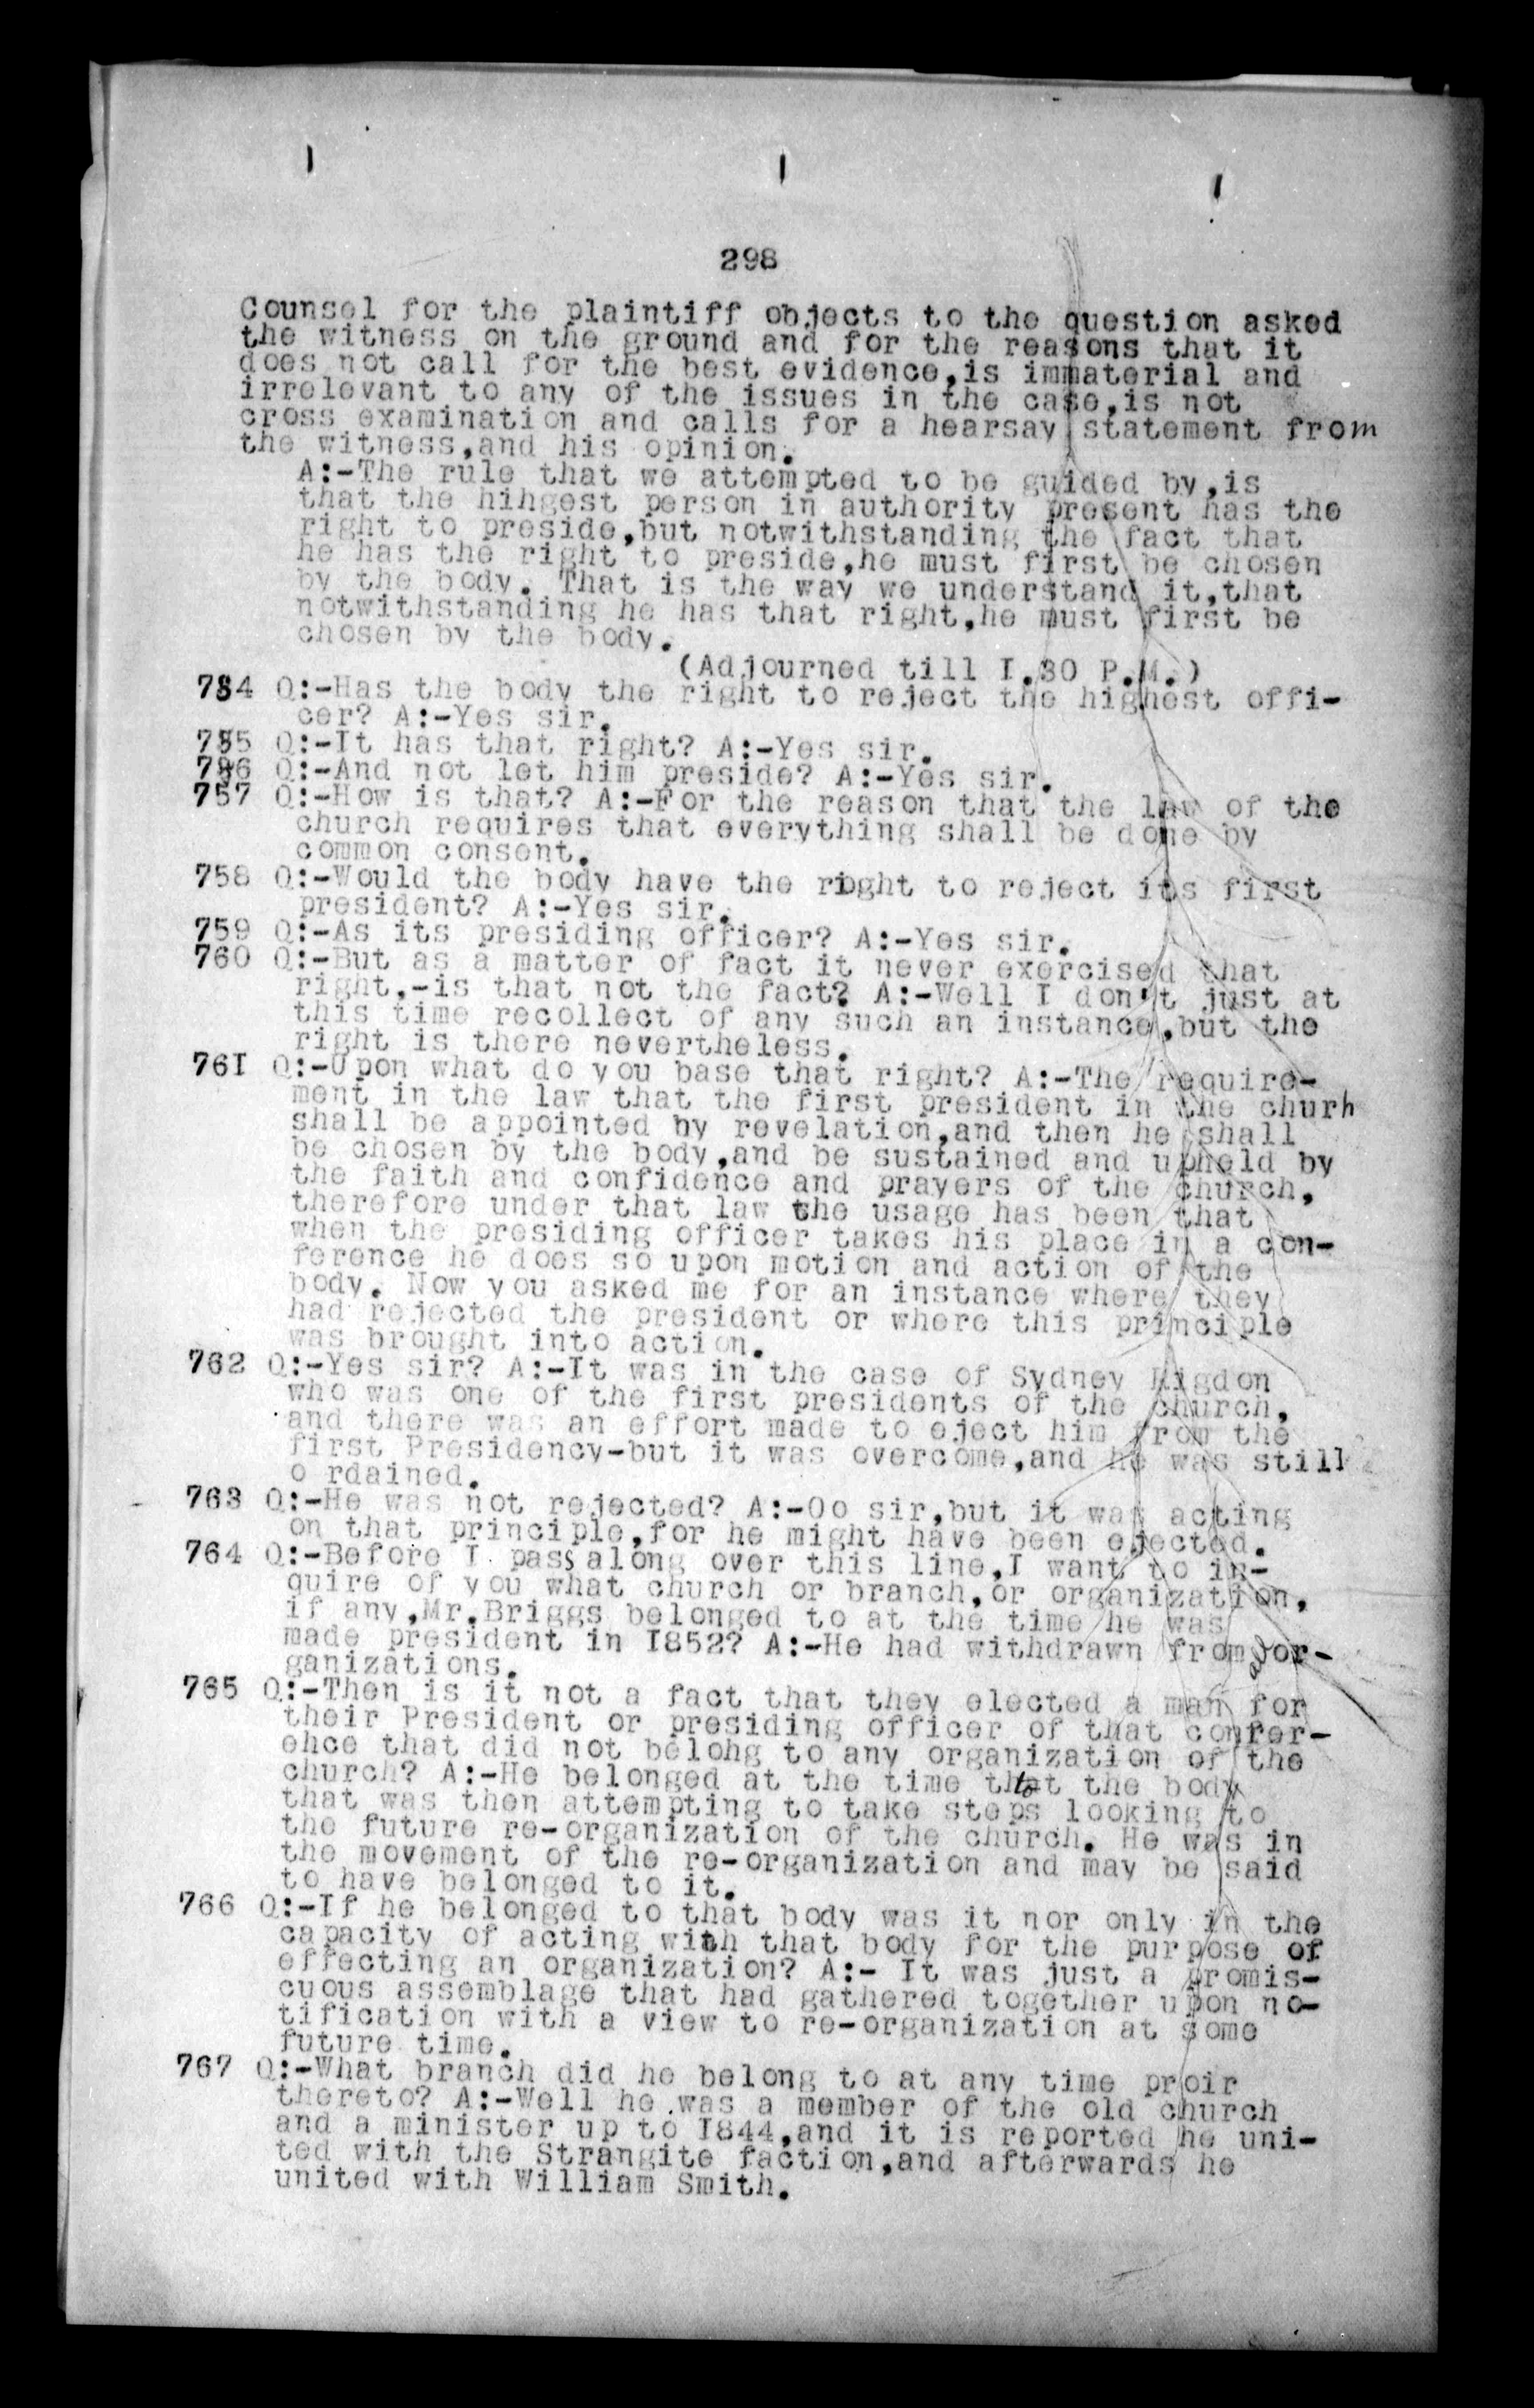 298
Counsel for the plaintiff objects to the question asked
the witness on the ground and for the reasons that it
does not call for the best evidence,is immaterial and
irrelevant to any of the issues in the case,is not
cross examination and calls for a hearsay statement from
the witness,and his opinion.
A:-The rule that we attempted to be guided by,is
that the hihgest person in authority present has the
right to preside,but notwithstanding the fact that
he has the right to preside,he must first be chosen
by the body. That is the way we understand it,that
notwithstanding he has that right,he must first be
chosen by the body.
(Adjourned till I.30 P.M.)
754 Q:-Has the body the right to reject the highest offi-
cer? A:-Yes sir.
755 Q:-It has that right? A:-Yes sir.
756 Q:-And not let him preside? A:-Yes sir.
757 Q:-How is that? A:-For the reason that the law of the
church requires that everything shall be done by
common consent.
758 Q:-Would the body have the right to reject its first
president? A:-Yes sir.
759 Q:-As its presiding officer? A:-Yes sir.
760 Q:-But as a matter of fact it never exercised that
right,-is that not the fact? A:-Well I don't just at
this time recollect of any such an instance,but the
right is there nevertheless.
76I Q:-Upon what do you base that right? A:-The require-
ment in the law that the first president in the churh
shall be appointed by revelation,and then he shall
be chosen by the body,and be sustained and upheld by
the faith and confidence and prayers of the church,
therefore under that law the usage has been that
when the presiding officer takes his place in a con-
ference he does so upon motion and action of the
body. Now you asked me for an instance where they
had rejected the president or where this principle
was brought into action.
762 Q:-Yes sir? A:-It was in the case of Sydney Rigdon
who was one of the first presidents of the church,
and there was an effort made to eject him from the
first Presidency-but it was overcome,and he was still
o rdained.
763 Q:-He was not rejected? A:-Oo sir,but it was acting
on that principle,for he might have been ejected.
764 Q:-Before I pass along over this line,I want to in-
quire of you what church or branch,or organization,
if any,Mr.Briggs belonged to at the time he was
made president in I852? A:-He had withdrawn from all or-
ganizations.
765 Q:-Then is it not a fact that they elected a man for
their President or presiding officer of that confer-
ehce that did not belohg to any organization of the
church? A:-He belonged at the time to the body
that was then attempting to take steps looking to
the future re-organization of the church. He was in
the movement of the re-organization and may be said
to have belonged to it.
766 Q:-If he belonged to that body was it nor only in the
capacity of acting with that body for the purpose of
effecting an organization? A:- It was just a promis-
cuous assemblage that had gathered together upon no-
tification with a view to re-organization at some
future time.
767 Q:-What branch did he belong to at any time proir
thereto? A:-Well he was a member of the old church
and a minister up to I844,and it is reported he uni-
ted with the Strangite faction,and afterwards he
united with William Smith.